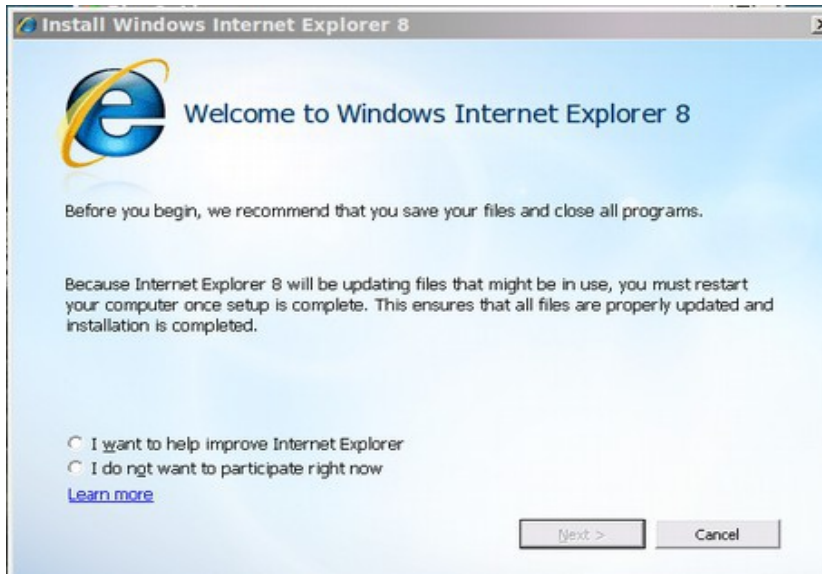 Install Windows Internet Explorer 8
Welcome to Windows Internet Explorer 8
Before you begin, we recommend that you save your files and close all programs.
Because Internet Explorer 8 will be updating files that might be in use, you must restart
your computer once setup is complete. This ensures that all files are properly updated and
installation is completed.
I want to help improve Internet Explorer
I do not want to participate right now
Learn more
Next >
Cancel